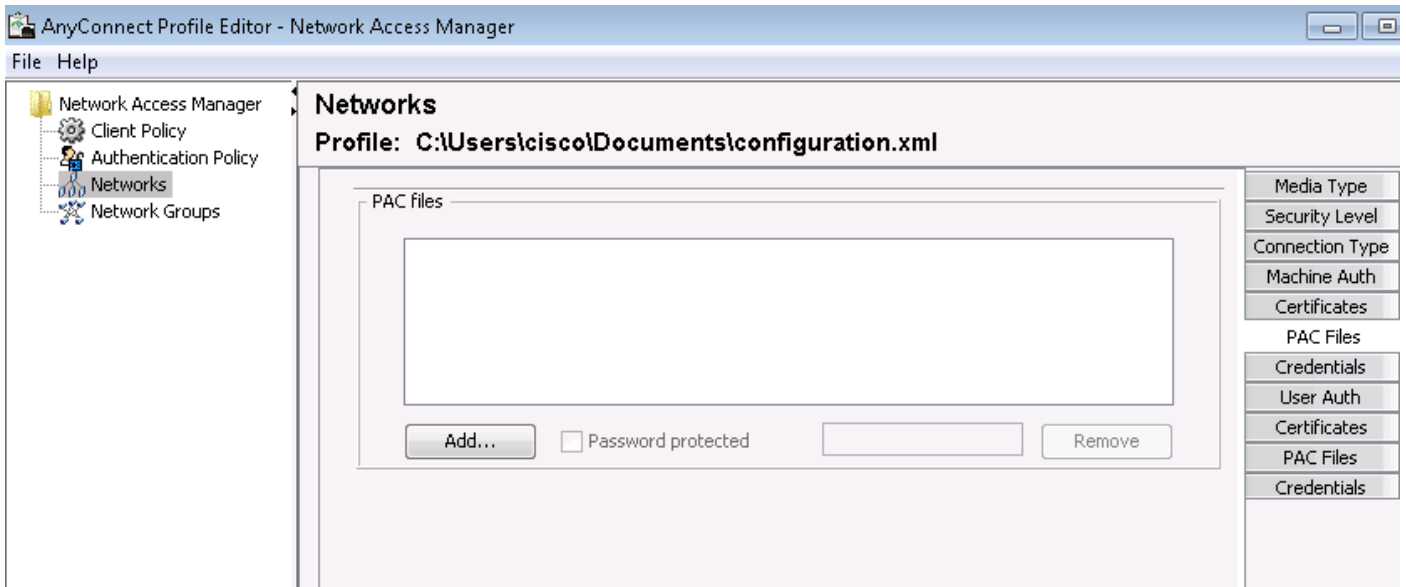 AnyConnect Profile Editor - Network Access Manager
File Help
Network Access Manager
Client Policy
Authentication Policy
Networks
Network Groups
Networks
Profile: C:\Users\cisco\Documents\configuration.xml
PAC files
Add...
Password protected
Remove
Media Type
Security Level
Connection Type
Machine Auth
Certificates
PAC Files
Credentials
User Auth
Certificates
PAC Files
Credentials